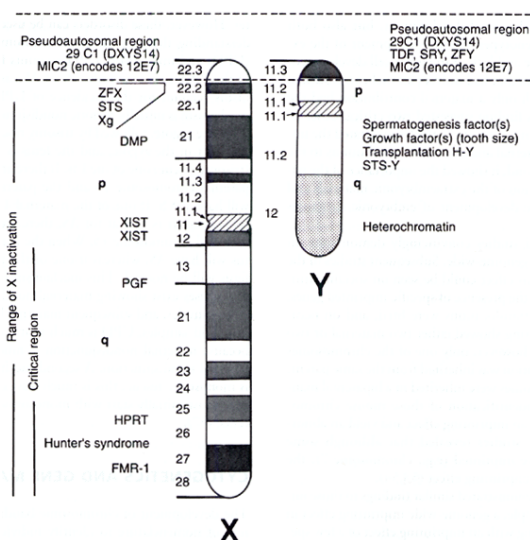 Pseudoautosomal region
29 C1 (DXYS14)
MIC2 (encodes 12E7)
Pseudoautosomal region
29C1 (DXYS14)
TDF, SRY, ZFY
MIC2 (encodes 12E7)
ZFX
STS
Xg
DMP
p
XIST
XIST
PGF
q
HPRT
Hunter's syndrome
FMR-1
Range of X inactivation
Critical region
22.3
22.2
22.1
21
11.4
11.3
11.2
11.1
11
12
13
21
22
23
24
25
26
27
28
X
11.3
11.2
11.1
11.1
11.2
12
p
q
Spermatogenesis factor(s)
Growth factor(s) (tooth size)
Transplantation H-Y
STS-Y
Heterochromatin
Y